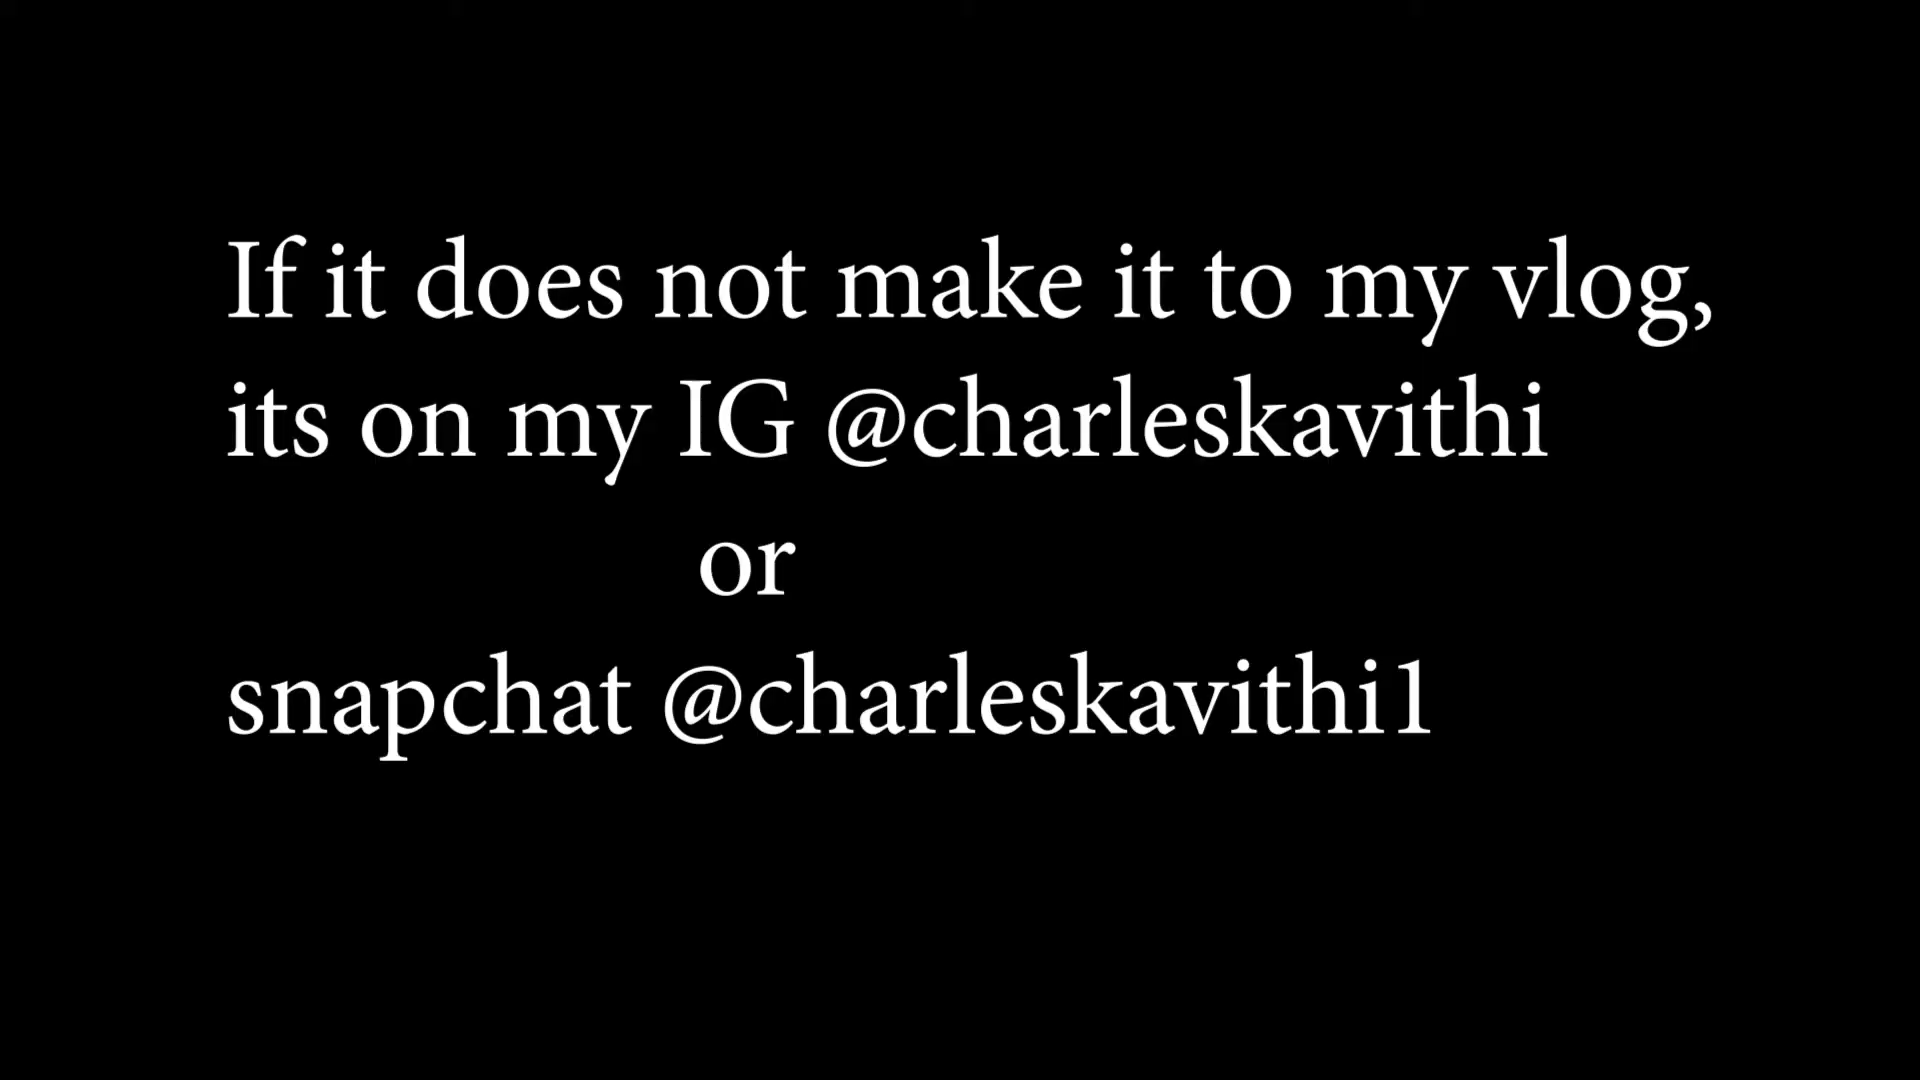 If it does not make it to my vlog,
its on my IG @charleskavithi
or
snapchat @charleskavithi1